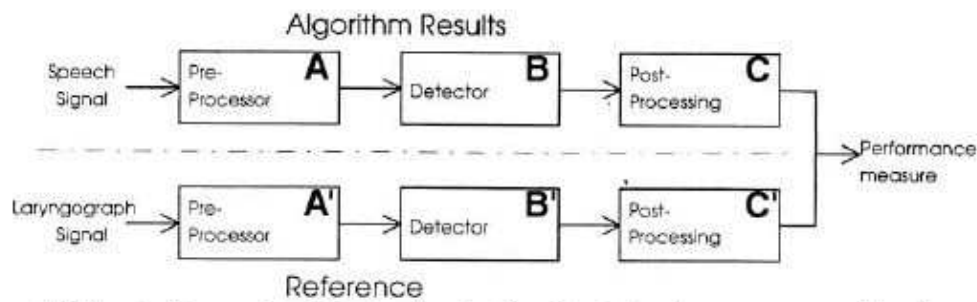 Algorithm Results
Speech
Signal
Pre-
Processor
A
Detector
B
Post-
Processing
C
Performance
measure
Laryngograph
Signal
Pre-
Processor
A'
Detector
B'
Post-
Processing
C'
Reference